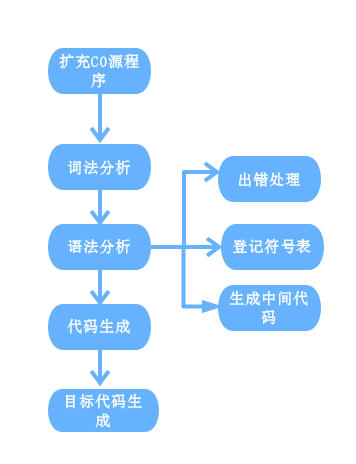 扩充C0源程
序
词法分析
出错处理
语法分析
登记符号表
生成中间代
码
代码生成
目标代码生
成